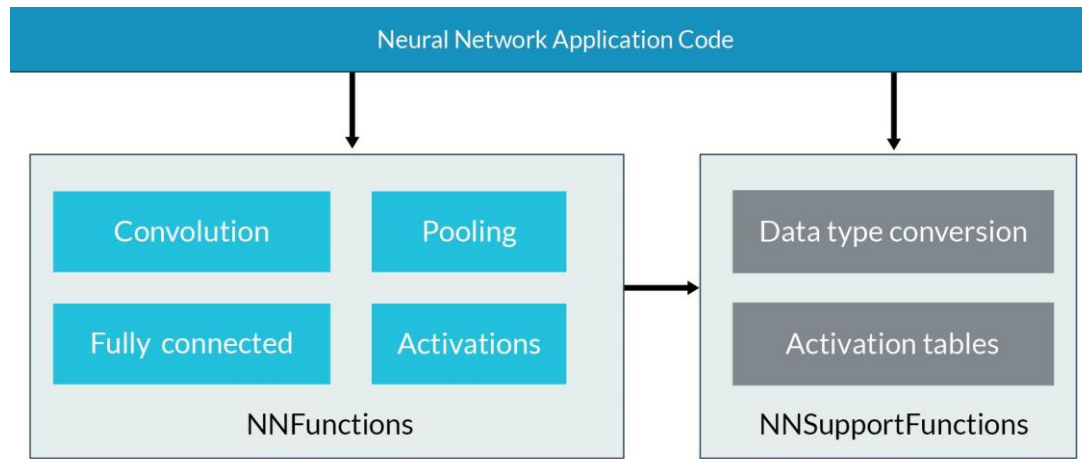 Neural Network Application Code
Convolution
Pooling
Fully connected
Activations
NNFunctions
Data type conversion
Activation tables
NNSupportFunctions